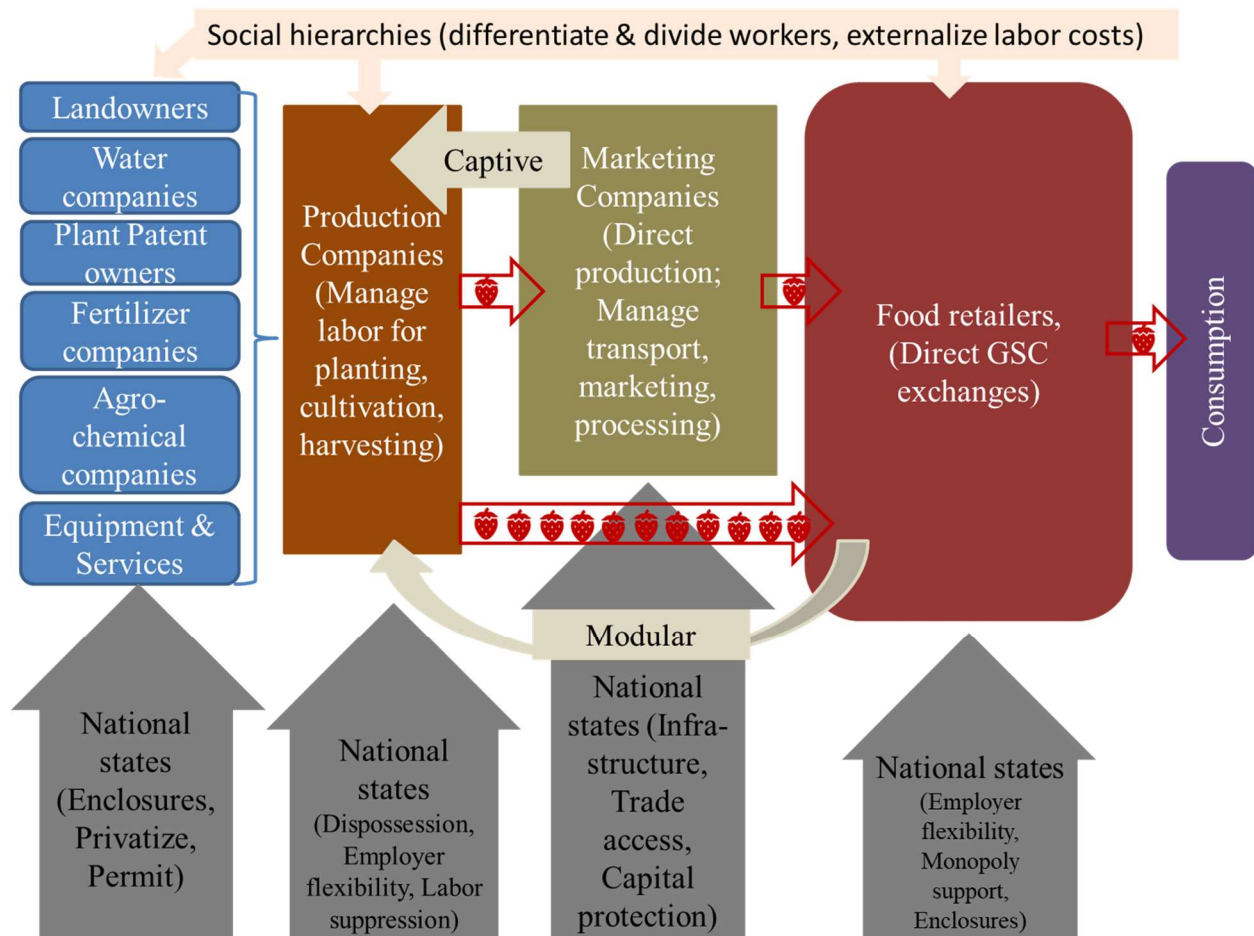 Social hierarchies (differentiate & divide workers, externalize labor costs)
Landowners
Water
companies
Plant Patent
owners
Fertilizer
companies
Agro-
chemical
companies
Equipment &
Services
Production
Companies
(Manage
labor for
planting,
cultivation,
harvesting)
Captive
Marketing
Companies
(Direct
production;
Manage
transport,
marketing,
processing)
Food retailers,
(Direct GSC
exchanges)
Consumption
Modular
National
states
(Enclosures,
Privatize,
Permit)
National
states
(Dispossession,
Employer
flexibility, Labor
suppression)
National
states (Infra-
structure,
Trade
access,
Capital
protection)
National states
(Employer
flexibility,
Monopoly
support,
Enclosures)